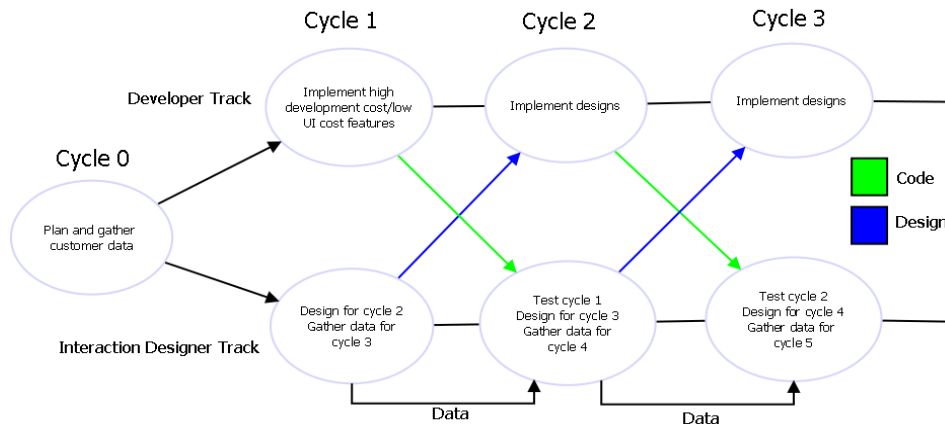 Cycle 1
Cycle 2
Cycle 3
Developer Track
Implement high
development cost/low
UI cost features
Implement designs
Implement designs
Cycle 0
Plan and gather
customer data
Code
Design
Interaction Designer Track
Design for cycle 2
Gather data for
cycle 3
Test cycle 1
Design for cycle 3
Gather data for
cycle 4
Test cycle 2
Design for cycle 4
Gather data for
cycle 5
Data
Data